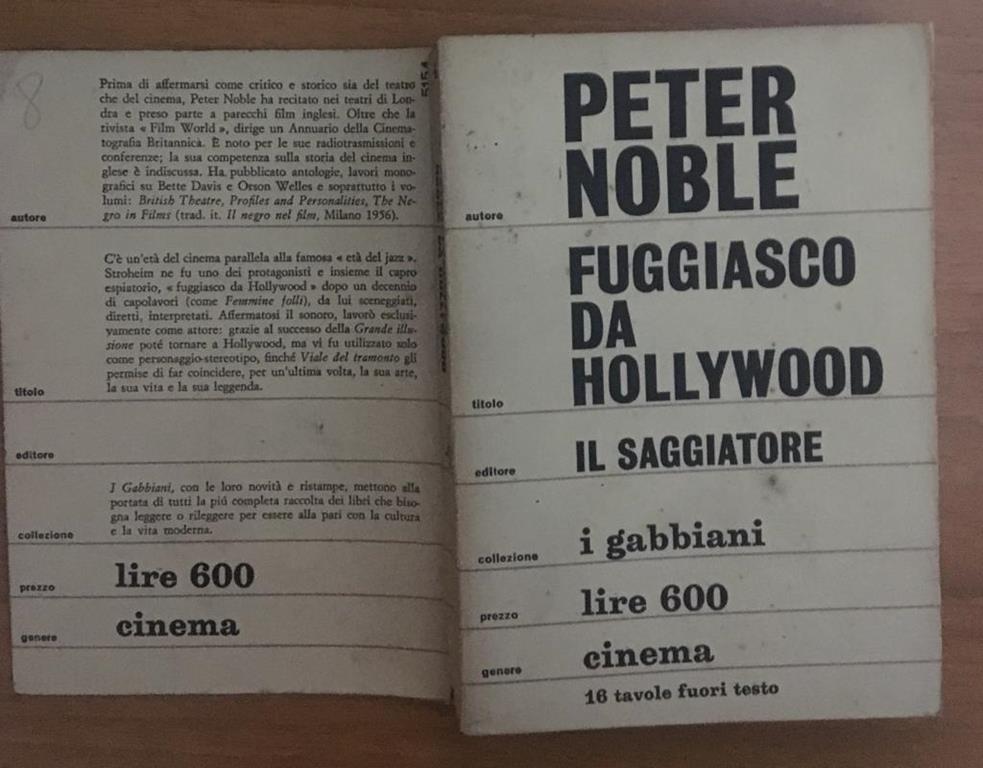 8
Prima di affermarsi come critico e storico sia del teatro
che del cinema, Peter Noble ha recitato nei teatri di Lon-
dra e preso parte a parecchi film inglesi. Oltre che la
rivista « Film World », dirige un Annuario della Cinema-
tografia Britannica. È noto per le sue radiotrasmissioni e
conferenze; la sua competenza sulla storia del cinema in-
glese è indiscussa. Ha pubblicato antologie, lavori mono-
grafici su Bette Davis e Orson Welles e soprattutto i vo-
lumi: British Theatre, Profiles and Personalities, The Ne-
gro in Films (trad. it. Il negro nel film, Milano 1956).
autore
C'è un'età del cinema parallela alla famosa « età del jazz ».
Stroheim ne fu uno dei protagonisti e insieme il capro
espiatorio, « fuggiasco da Hollywood » dopo un decennio
di capolavori (come Femmine folli), da lui sceneggiati,
diretti, interpretati. Affermatosi il sonoro, lavorò esclusi-
vamente come attore: grazie al successo della Grande illu-
sione poté tornare a Hollywood, ma vi fu utilizzato solo
come personaggio-stereotipo, finché Viale del tramonto gli
permise di far coincidere, per un'ultima volta, la sua arte,
la sua vita e la sua leggenda.
titolo
editore
I Gabbiani, con le loro novità e ristampe, mettono alla
portata di tutti la piú completa raccolta dei libri che biso-
gna leggere o rileggere per essere alla pari con la cultura
e la vita moderna.
collezione
prezzo
lire 600
genere
cinema
PETER
NOBLE
autore
FUGGIASCO
DA
HOLLYWOOD
titolo
editore
IL SAGGIATORE
collezione
i gabbiani
prezzo
lire 600
genere
cinema
16 tavole fuori testo